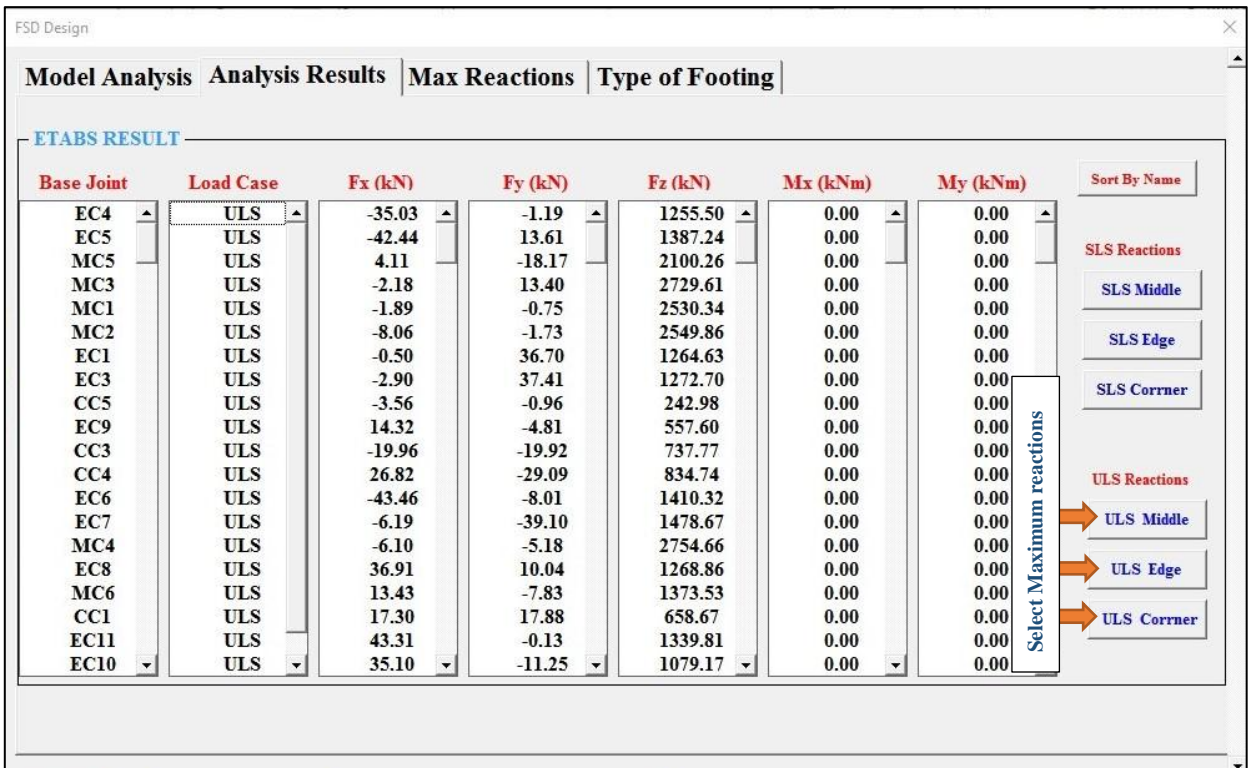 FSD Design
Model Analysis Analysis Results Max Reactions Type of Footing
ETABS RESULT
Base Joint Load Case Fx (kN) Fy (kN) Fz (kN) Mx (kNm) My (kNm) Sort By Name
EC4 ULS -35.03 -1.19 1255.50 0.00 0.00
EC5 ULS -42.44 13.61 1387.24 0.00 0.00
MC5 ULS 4.11 -18.17 2100.26 0.00 0.00 SLS Reactions
MC3 ULS -2.18 13.40 2729.61 0.00 0.00 SLS Middle
MC1 ULS -1.89 -0.75 2530.34 0.00 0.00
MC2 ULS -8.06 -1.73 2549.86 0.00 0.00 SLS Edge
EC1 ULS -0.50 36.70 1264.63 0.00 0.00
EC3 ULS -2.90 37.41 1272.70 0.00 0.00 SLS Corrner
CC5 ULS -3.56 -0.96 242.98 0.00 0.00
EC9 ULS 14.32 -4.81 557.60 0.00 0.00
CC3 ULS -19.96 -19.92 737.77 0.00 0.00
CC4 ULS 26.82 -29.09 834.74 0.00 0.00 ULS Reactions
EC6 ULS -43.46 -8.01 1410.32 0.00 0.00
EC7 ULS -6.19 -39.10 1478.67 0.00 0.00 ULS Middle
MC4 ULS -6.10 -5.18 2754.66 0.00 0.00
EC8 ULS 36.91 10.04 1268.86 0.00 0.00 ULS Edge
MC6 ULS 13.43 -7.83 1373.53 0.00 0.00
CC1 ULS 17.30 17.88 658.67 0.00 0.00 ULS Corrner
EC11 ULS 43.31 -0.13 1339.81 0.00 0.00
EC10 ULS 35.10 -11.25 1079.17 0.00 0.00
Select Maximum reactions